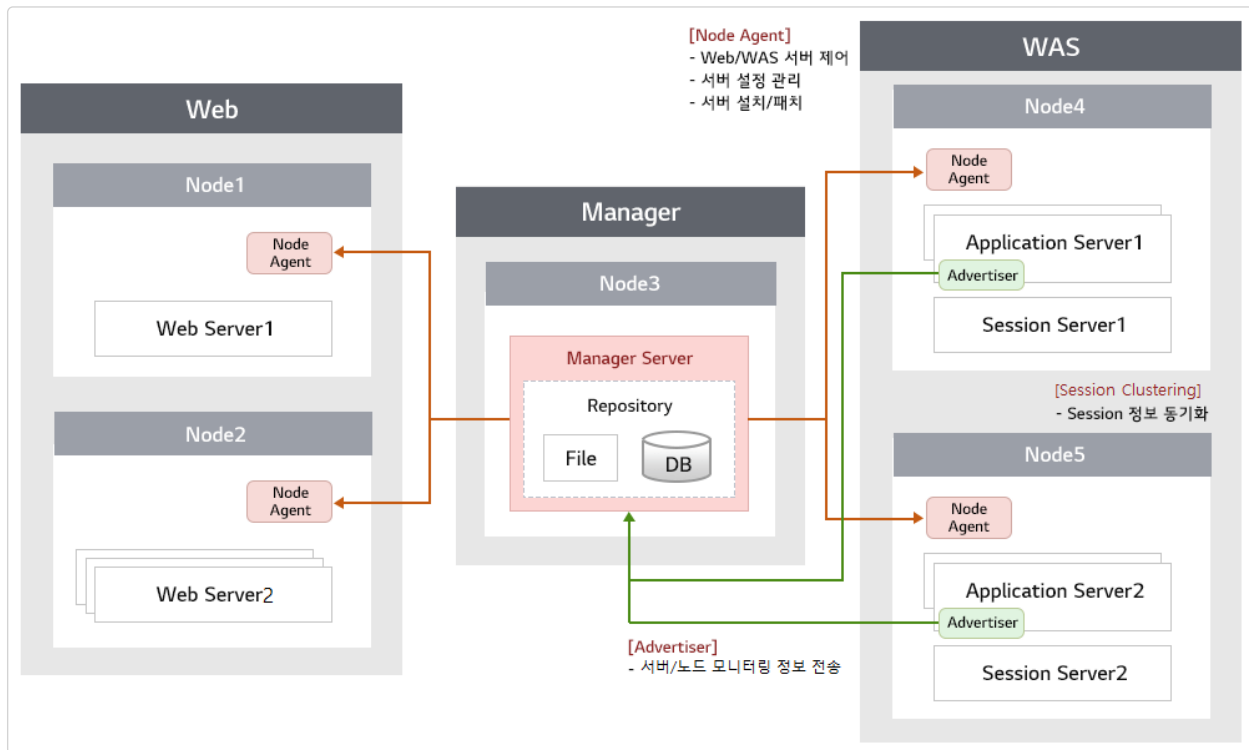 Web
Node1
Node
Agent
Web Server1
Node2
Node
Agent
Web Server2
Manager
Node3
Manager Server
Repository
File
DB
[Advertiser]
- 서버/노드 모니터링 정보 전송
[Node Agent]
- Web/WAS 서버 제어
- 서버 설정 관리
- 서버 설치/패치
WAS
Node4
Node
Agent
Application Server1
Advertiser
Session Server1
[Session Clustering]
- Session 정보 동기화
Node5
Node
Agent
Application Server2
Advertiser
Session Server2